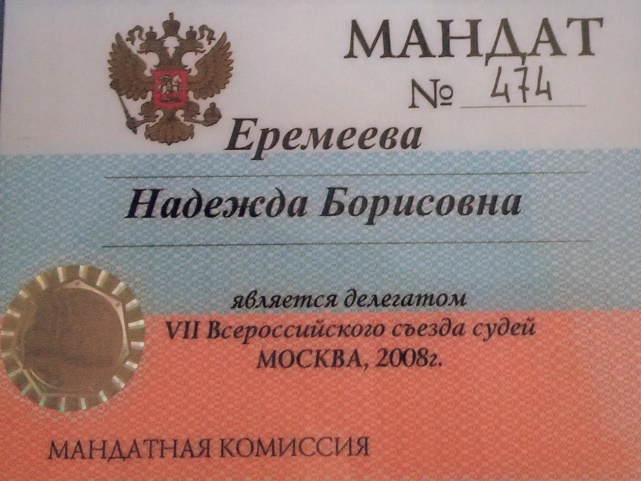 МАНДАТ
№ 474
Еремеева
Надежда Борисовна
является делегатом
VII Всероссийского съезда судей
МОСКВА, 2008г.
МАНДАТНАЯ КОМИССИЯ